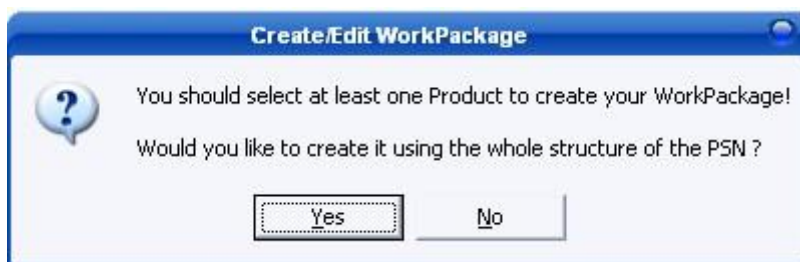 Create/Edit WorkPackage
You should select at least one Product to create your WorkPackage!
Would you like to create it using the whole structure of the PSN ?
Yes No